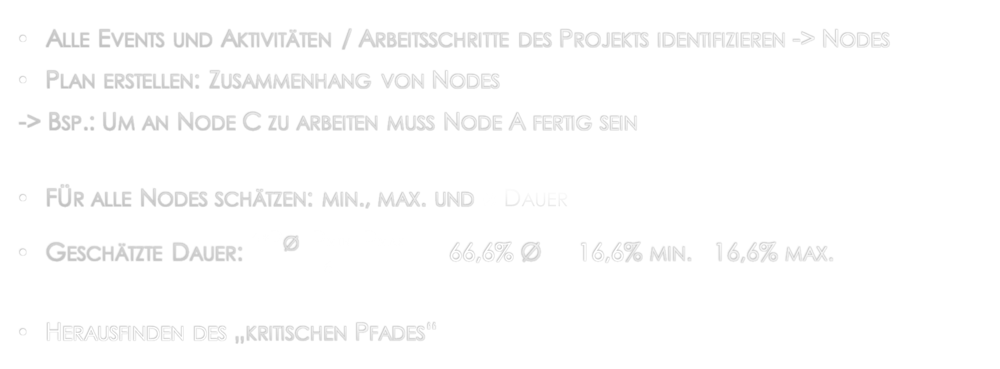 • Alle Events und Aktivitäten / Arbeitsschritte des Projekts identifizieren -> Nodes
• Plan erstellen: Zusammenhang von Nodes
-> Bsp.: Um an Node C zu arbeiten muss Node A fertig sein
• Für alle Nodes schätzen: min., max. und Dauer
• Geschätzte Dauer: Ø 66,6% Ø 16,6% min. 16,6% max.
• Herausfinden des „kritischen Pfades“